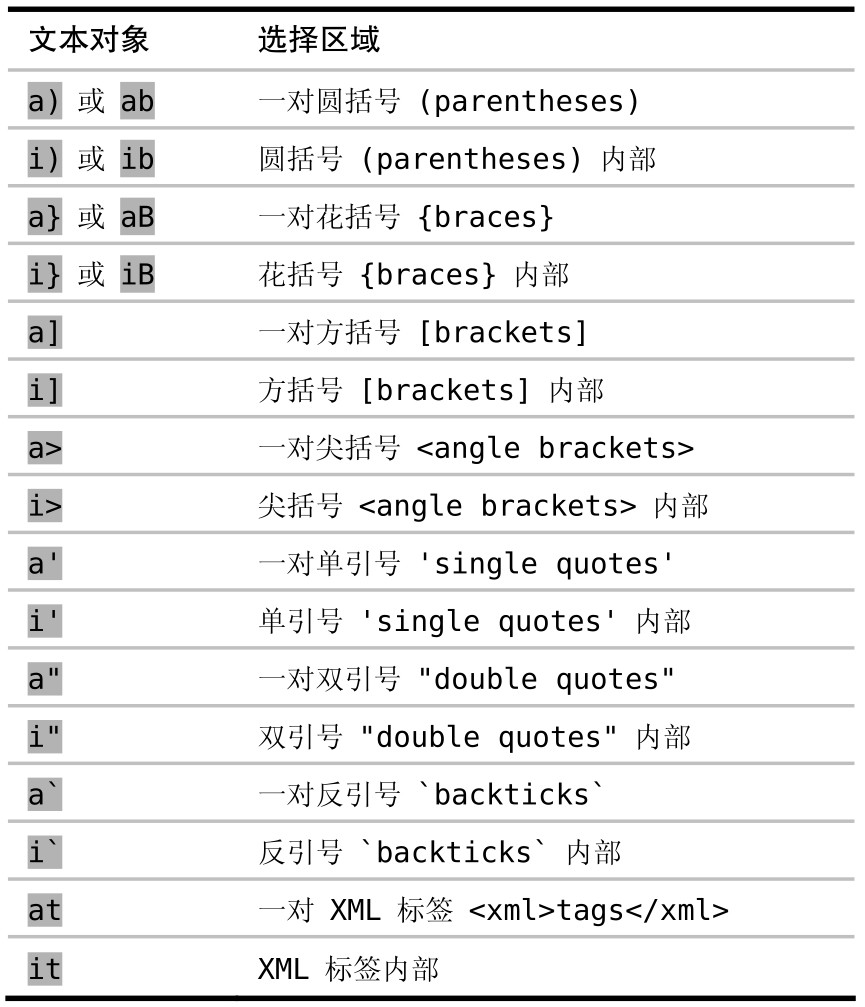 文本对象 选择区域
a) 或 ab 一对圆括号 (parentheses)
i) 或 ib 圆括号 (parentheses) 内部
a} 或 aB 一对花括号 {braces}
i} 或 iB 花括号 {braces} 内部
a] 一对方括号 [brackets]
i] 方括号 [brackets] 内部
a> 一对尖括号 <angle brackets>
i> 尖括号 <angle brackets> 内部
a' 一对单引号 'single quotes'
i' 单引号 'single quotes' 内部
a" 一对双引号 "double quotes"
i" 双引号 "double quotes" 内部
a` 一对反引号 `backticks`
i` 反引号 `backticks` 内部
at 一对 XML 标签 <xml>tags</xml>
it XML 标签内部